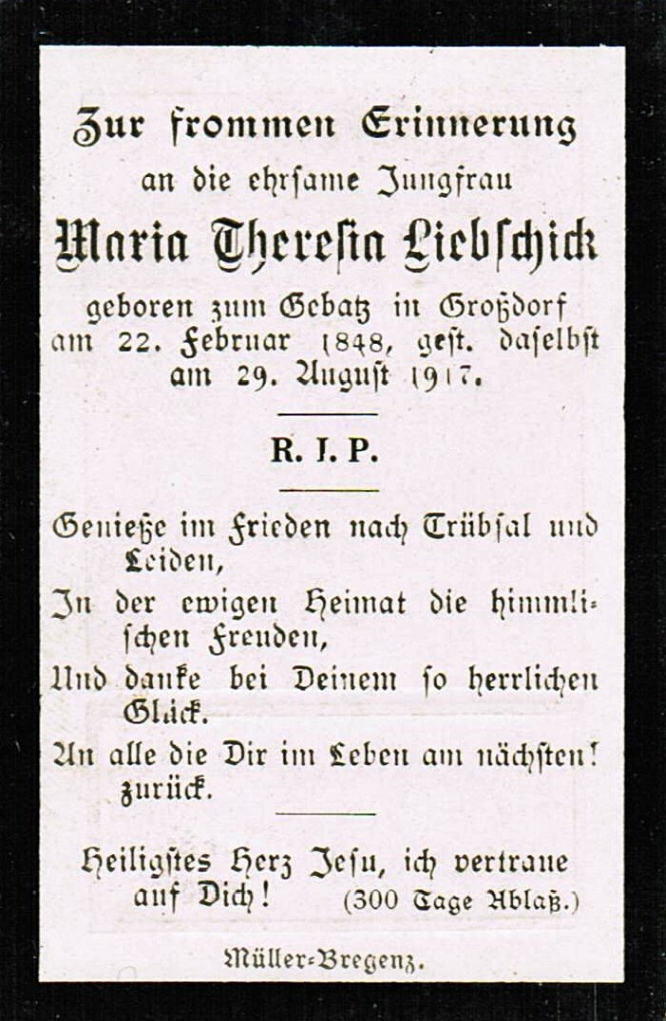 Zur frommen Erinnerung
an die ehrsame Jungfrau
Maria Theresia Liebschick
geboren zum Gebatz in Großdorf
am 22. Februar 1848, gest. daselbst
am 29. August 1917.
R. I. P.
Genieße im Frieden nach Trübsal und
Leiden,
In der ewigen Heimat die himmli-
schen Freuden,
Und danke bei Deinem so herrlichen
Glück.
An alle die Dir im Leben am nächsten!
zurück.
Heiligstes Herz Jesu, ich vertraue
auf Dich! (300 Tage Ablaß.)
Müller-Bregenz.